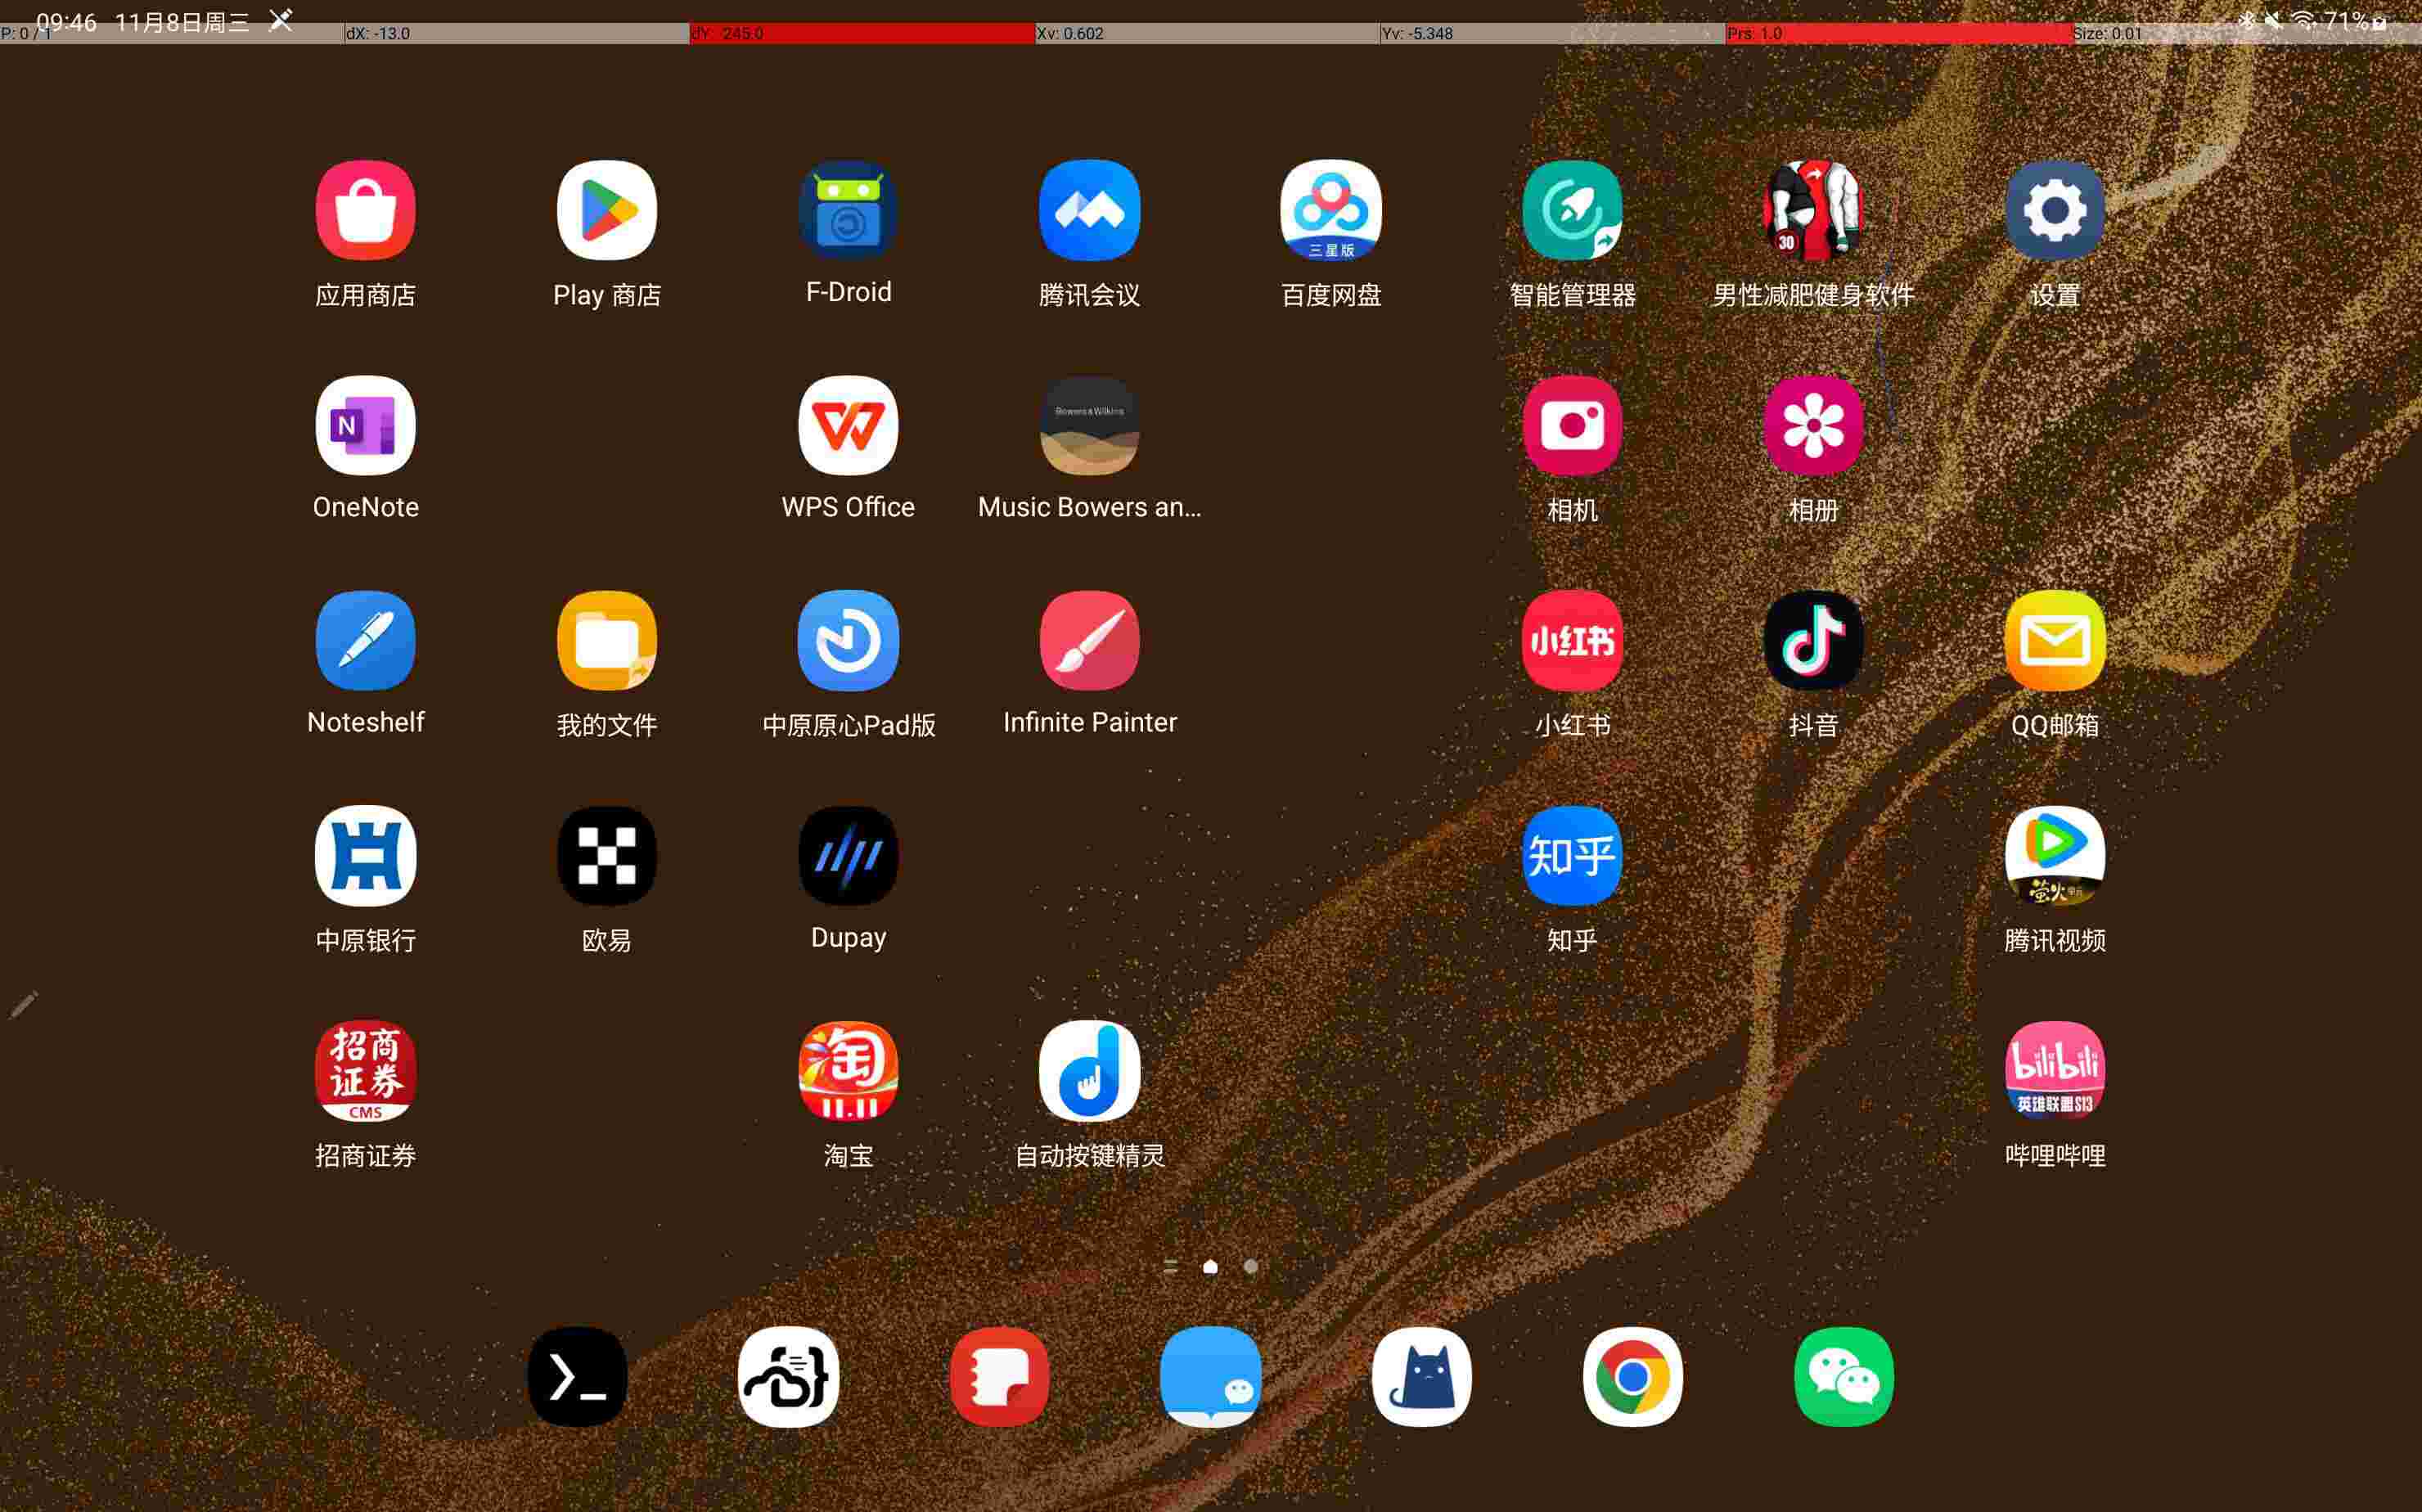 09:46 11月8日周三 71%
P: 0 / 1 dX: -13.0 dY: 245.0 Xv: 0.602 Yv: -5.348 Prs: 1.0 Size: 0.01
三星版
30
应用商店 Play 商店 F-Droid 腾讯会议 百度网盘 智能管理器 男性减肥健身软件 设置
N
Bowers & Wilkins
OneNote WPS Office Music Bowers an... 相机 相册
小红书
Noteshelf 我的文件 中原原心Pad版 Infinite Painter 小红书 抖音 QQ邮箱
知乎
萤火单元
中原银行 欧易 Dupay 知乎 腾讯视频
招商
证券
CMS
淘
11.11
bilibili
英雄联盟S13
招商证券 淘宝 自动按键精灵 哔哩哔哩